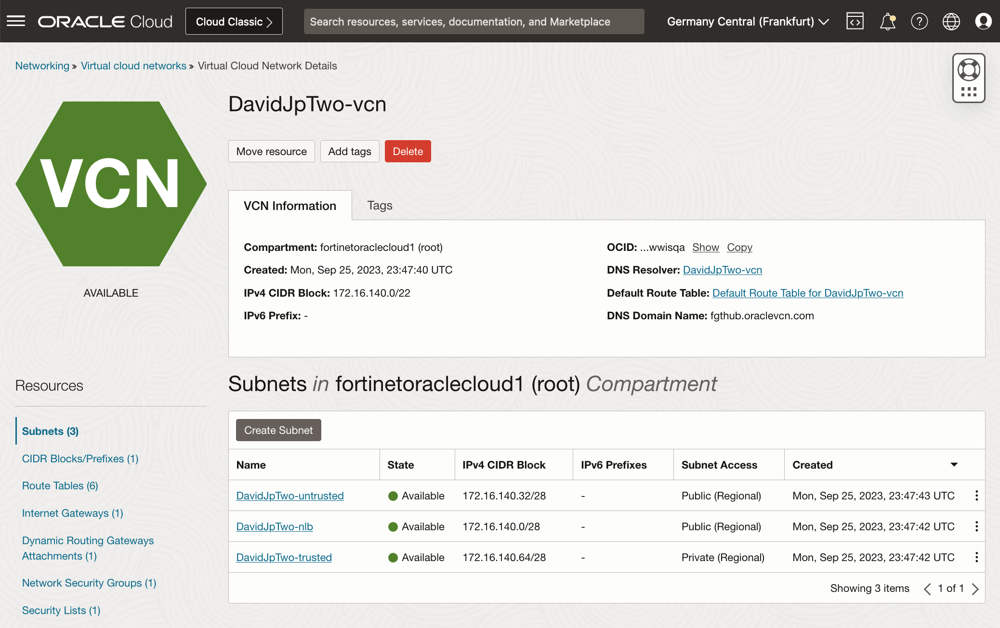 ORACLE Cloud
Cloud Classic
Search resources, services, documentation, and Marketplace
Germany Central (Frankfurt)
Networking » Virtual cloud networks » Virtual Cloud Network Details
VCN
AVAILABLE
DavidJpTwo-vcn
Move resource
Add tags
Delete
VCN Information
Tags
Compartment: fortinetoraclecloud1 (root)
Created: Mon, Sep 25, 2023, 23:47:40 UTC
IPv4 CIDR Block: 172.16.140.0/22
IPv6 Prefix: -
OCID: ...wwisqa Show Copy
DNS Resolver: DavidJpTwo-vcn
Default Route Table: Default Route Table for DavidJpTwo-vcn
DNS Domain Name: fgthub.oraclevcn.com
Resources
Subnets (3)
CIDR Blocks/Prefixes (1)
Route Tables (6)
Internet Gateways (1)
Dynamic Routing Gateways
Attachments (1)
Network Security Groups (1)
Security Lists (1)
Subnets in fortinetoraclecloud1 (root) Compartment
Create Subnet
Name State IPv4 CIDR Block IPv6 Prefixes Subnet Access Created
DavidJpTwo-untrusted Available 172.16.140.32/28 - Public (Regional) Mon, Sep 25, 2023, 23:47:43 UTC
DavidJpTwo-nlb Available 172.16.140.0/28 - Public (Regional) Mon, Sep 25, 2023, 23:47:42 UTC
DavidJpTwo-trusted Available 172.16.140.64/28 - Private (Regional) Mon, Sep 25, 2023, 23:47:42 UTC
Showing 3 items 1 of 1